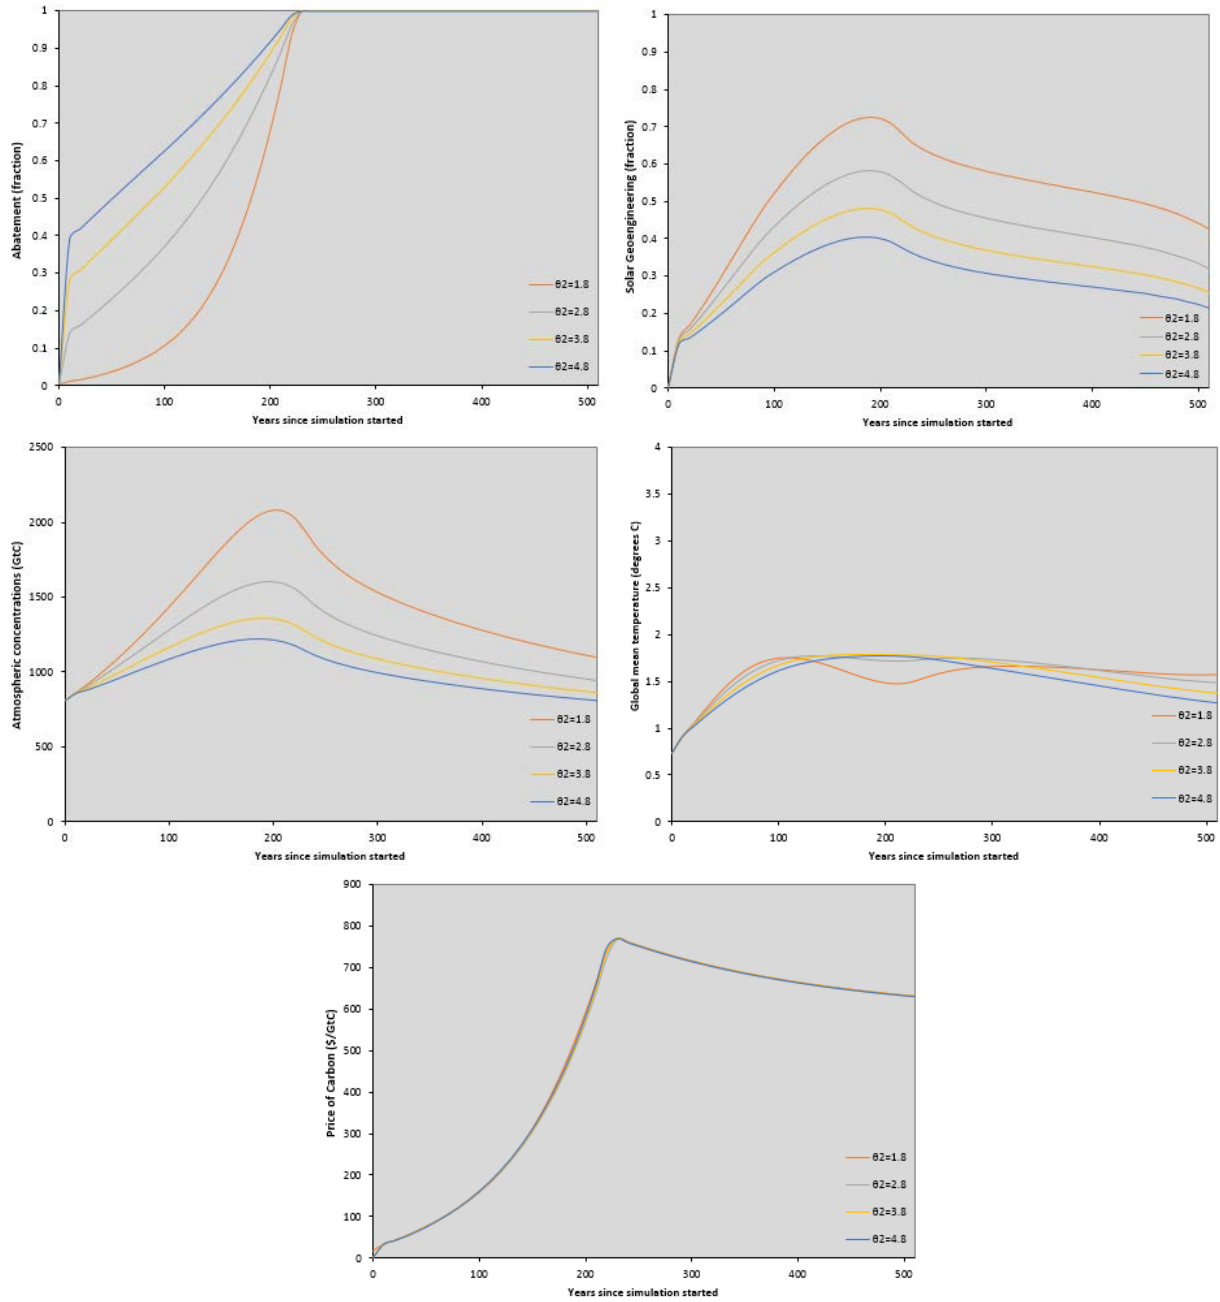 1
0.9
0.8
0.7
0.6
0.5
0.4
0.3
0.2
0.1
0
Abatement (fraction)
θ2=1.8
θ2=2.8
θ2=3.8
θ2=4.8
0 100 200 300 400 500
Years since simulation started
1
0.9
0.8
0.7
0.6
0.5
0.4
0.3
0.2
0.1
0
Solar Geoengineering (fraction)
θ2=1.8
θ2=2.8
θ2=3.8
θ2=4.8
0 100 200 300 400 500
Years since simulation started
2500
2000
1500
1000
500
0
Atmospheric concentrations (GtC)
θ2=1.8
θ2=2.8
θ2=3.8
θ2=4.8
0 100 200 300 400 500
Years since simulation started
4
3.5
3
2.5
2
1.5
1
0.5
0
Global mean temperature (degrees C)
θ2=1.8
θ2=2.8
θ2=3.8
θ2=4.8
0 100 200 300 400 500
Years since simulation started
900
800
700
600
500
400
300
200
100
0
Price of Carbon ($/GtC)
θ2=1.8
θ2=2.8
θ2=3.8
θ2=4.8
0 100 200 300 400 500
Years since simulation started